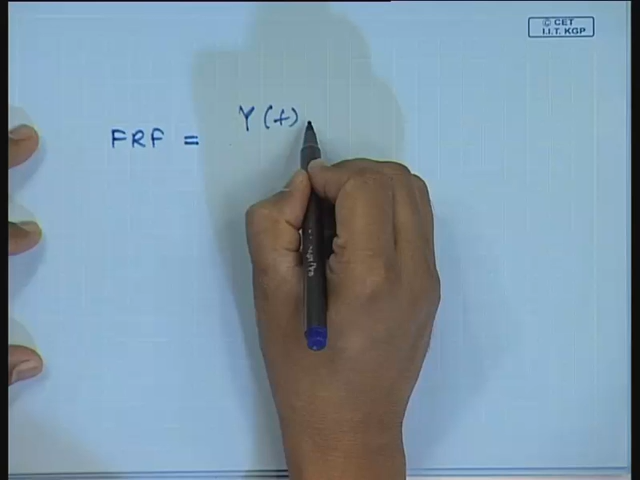 © CET
I.I.T. KGP
FRF = Y(f)